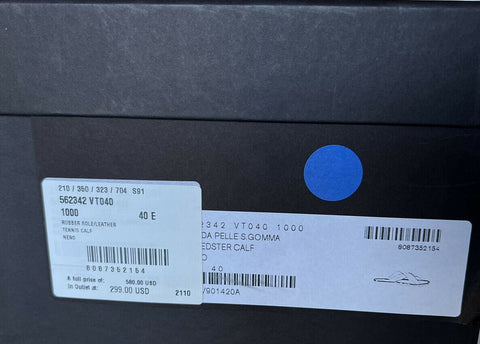 210 / 350 / 323 / 704 S91
562342 VT040
1000 40 E
RUBBER SOLE/LEATHER
TENNIS CALF
NERO
8087352154
A full price of: 580,00 USD
In Outlet at: 299.00 USD
2110
2342 VT040 1000
DA PELLE S.GOMMA
EDSTER CALF
O
40
V901420A
8087352154